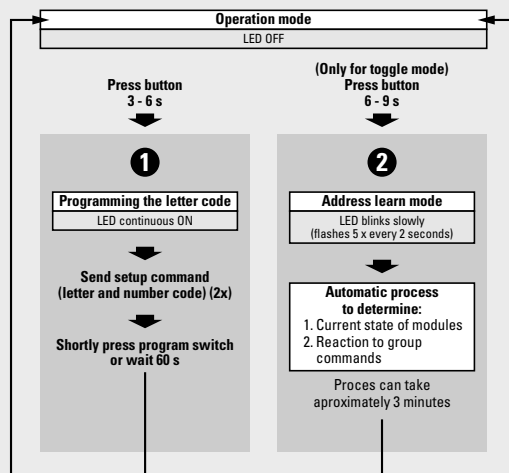 Operation mode
LED OFF
Press button
3 - 6 s
1
Programming the letter code
LED continuous ON
Send setup command
(letter and number code) (2x)
Shortly press program switch
or wait 60 s
(Only for toggle mode)
Press button
6 - 9 s
2
Address learn mode
LED blinks slowly
(flashes 5 x every 2 seconds)
Automatic process
to determine:
1. Current state of modules
2. Reaction to group
commands
Proces can take
aproximately 3 minutes